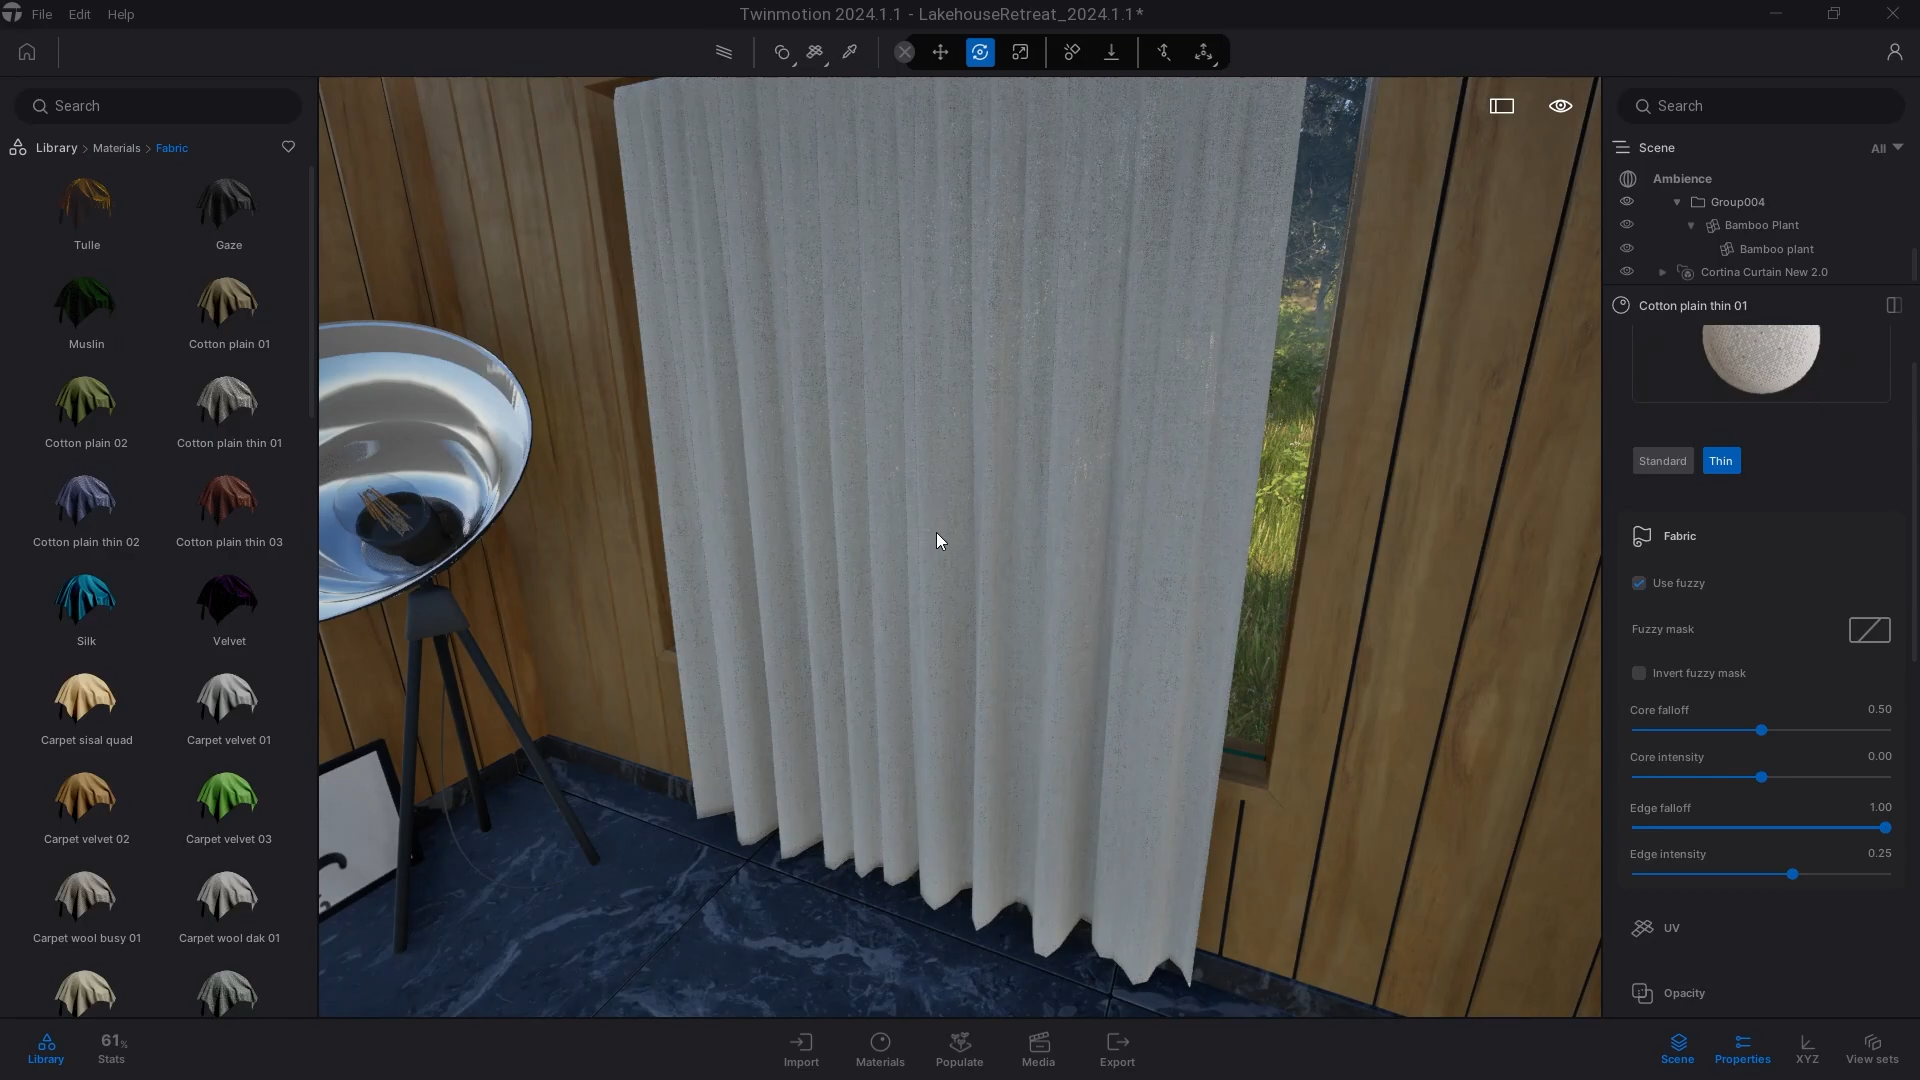 File Edit Help
Twinmotion 2024.1.1 - LakehouseRetreat_2024.1.1*
Search
Library > Materials > Fabric
Tulle Gaze
Muslin Cotton plain 01
Cotton plain 02 Cotton plain thin 01
Cotton plain thin 02 Cotton plain thin 03
Silk Velvet
Carpet sisal quad Carpet velvet 01
Carpet velvet 02 Carpet velvet 03
Carpet wool busy 01 Carpet wool dak 01
Search
Scene All
Ambience
Group004
Bamboo Plant
Bamboo plant
Cortina Curtain New 2.0
Cotton plain thin 01
Standard Thin
Fabric
Use fuzzy
Fuzzy mask
Invert fuzzy mask
Core falloff 0.50
Core intensity 0.00
Edge falloff 1.00
Edge intensity 0.25
UV
Opacity
Library
61%
Stats
Import Materials Populate Media Export
Scene Properties XYZ View sets